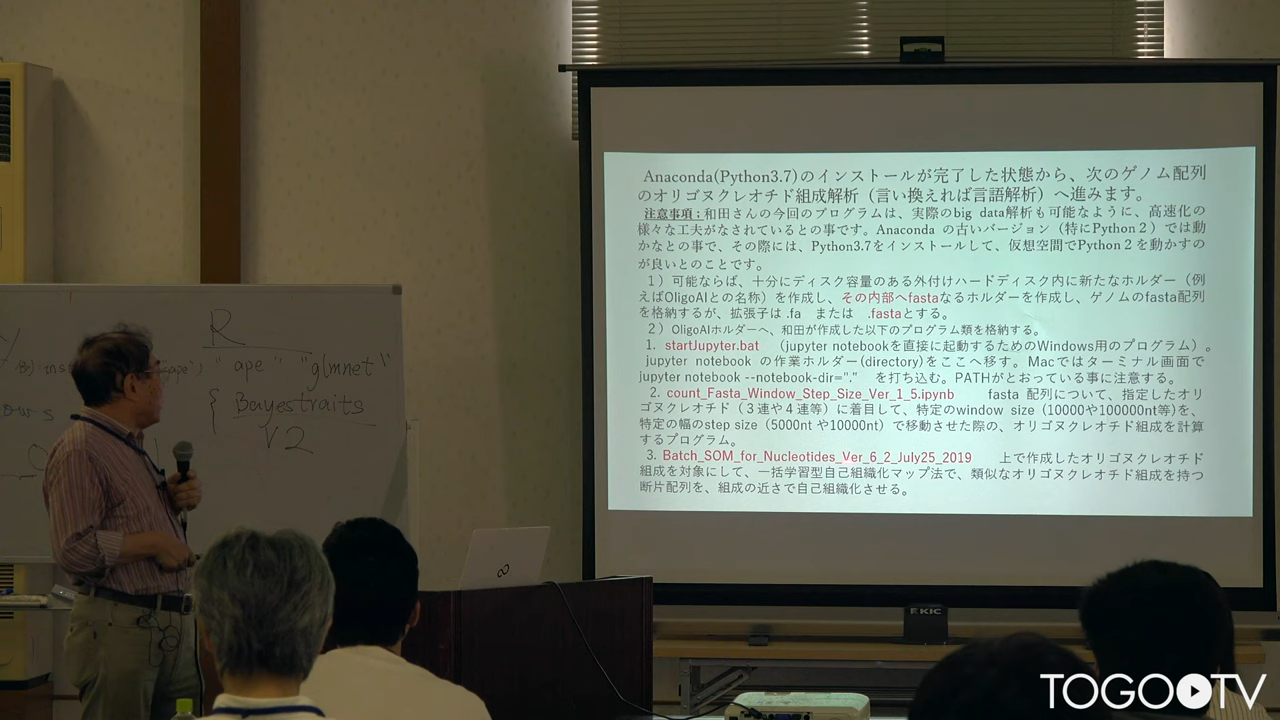 Anaconda(Python3.7)のインストールが完了した状態から、次のゲノム配列
のオリゴヌクレオチド組成解析（言い換えれば言語解析）へ進みます。
注意事項：和田さんの今回のプログラムは、実際のbig data解析も可能なように、高速化の
様々な工夫がなされているとの事です。Anaconda の古いバージョン（特にPython２）では動
かなとの事で、その際には、Python3.7をインストールして、仮想空間でPython２を動かすの
が良いとのことです。
１）可能ならば、十分にディスク容量のある外付けハードディスク内に新たなホルダー（例
えばOligoAIとの名称）を作成し、その内部へfastaなるホルダーを作成し、ゲノムのfasta配列
を格納するが、拡張子は .fa または .fastaとする。
２）OligoAIホルダーへ、和田が作成した以下のプログラム類を格納する。
1. startJupyter.bat （jupyter notebookを直接に起動するためのWindows用のプログラム）。
jupyter notebook の作業ホルダー(directory)をここへ移す。Macではターミナル画面で
jupyter notebook --notebook-dir="." を打ち込む。PATHがとおっている事に注意する。
2. count_Fasta_Window_Step_Size_Ver_1_5.ipynb fasta 配列について、指定したオリ
ゴヌクレオチド（３連や４連等）に着目して、特定のwindow size（10000や100000nt等)を、
特定の幅のstep size（5000nt や10000nt）で移動させた際の、オリゴヌクレオチド組成を計算
するプログラム。
3. Batch_SOM_for_Nucleotides_Ver_6_2_July25_2019 上で作成したオリゴヌクレオチド
組成を対象にして、一括学習型自己組織化マップ法で、類似なオリゴヌクレオチド組成を持つ
断片配列を、組成の近さで自己組織化させる。
R
"ape" "glmnet"
Bayestraits
V2
KIC
TOGOTV